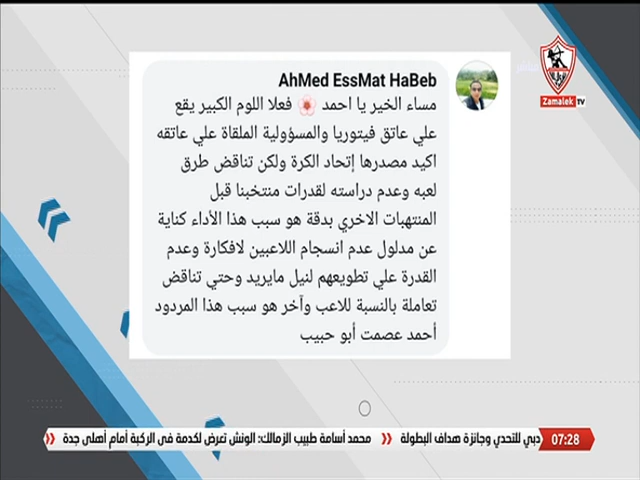 AhMed EssMat HaBeb
مساء الخير يا احمد 🌸 فعلا اللوم الكبير يقع
علي عاتق فيتوريا والمسؤولية الملقاة علي عاتقه
اكيد مصدرها إتحاد الكرة ولكن تناقض طرق
لعبه وعدم دراسته لقدرات منتخبنا قبل
المنتهبات الاخري بدقة هو سبب هذا الأداء كناية
عن مدلول عدم انسجام اللاعبين لافكارة وعدم
القدرة علي تطويعهم لنيل مايريد وحتي تناقض
تعاملة بالنسبة للاعب وآخر هو سبب هذا المردود
أحمد عصمت أبو حبيب
Zamalek TV
07:28
دبي للتحدي وجائزة هداف البطولة
محمد أسامة طبيب الزمالك: الونش تعرض لكدمة فى الركبة أمام أهلى جدة